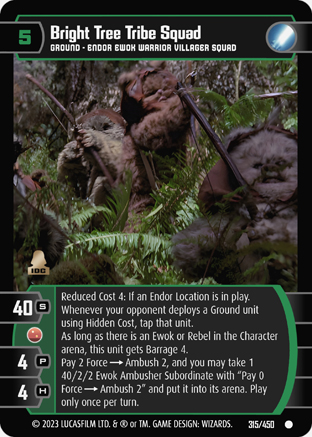 5
Bright Tree Tribe Squad
GROUND - ENDOR EWOK WARRIOR VILLAGER SQUAD
IDC
40 S
4 P
4 H
Reduced Cost 4: If an Endor Location is in play.
Whenever your opponent deploys a Ground unit
using Hidden Cost, tap that unit.
As long as there is an Ewok or Rebel in the Character
arena, this unit gets Barrage 4.
Pay 2 Force → Ambush 2, and you may take 1
40/2/2 Ewok Ambusher Subordinate with "Pay 0
Force → Ambush 2" and put it into its arena. Play
only once per turn.
© 2023 LUCASFILM LTD. & ® OR TM. GAME DESIGN: WIZARDS.
315/450